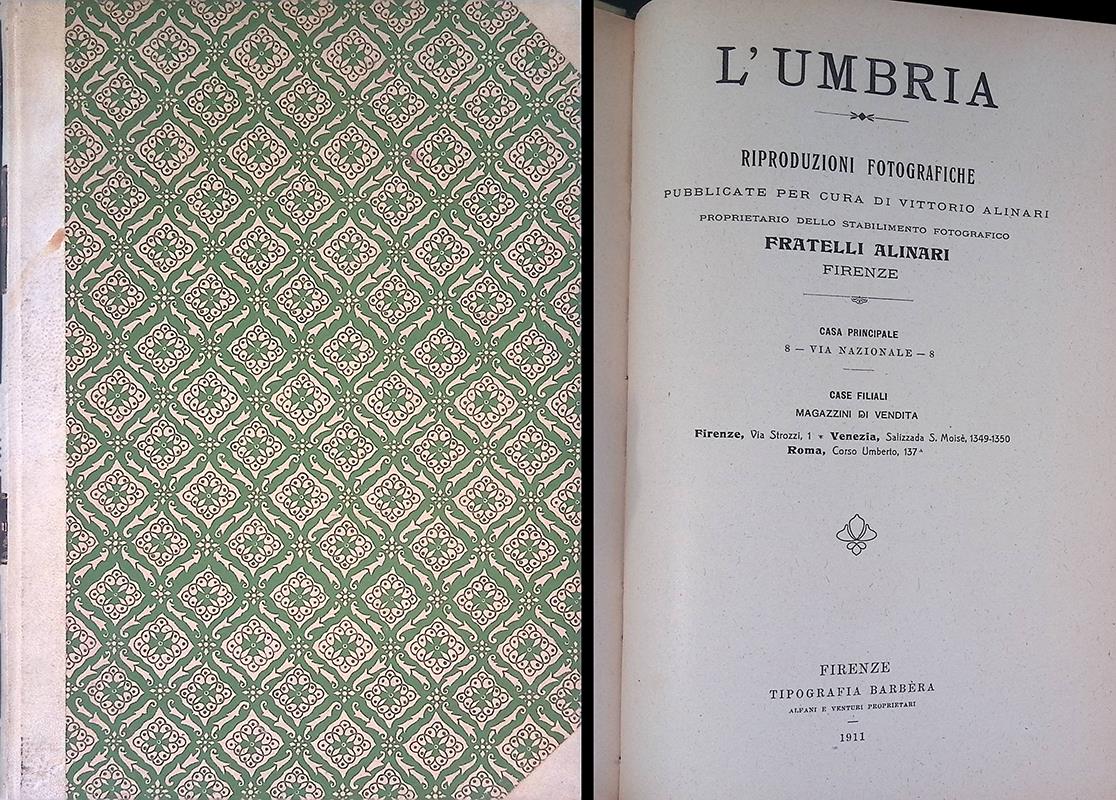 L' UMBRIA
RIPRODUZIONI FOTOGRAFICHE
PUBBLICATE PER CURA DI VITTORIO ALINARI
PROPRIETARIO DELLO STABILIMENTO FOTOGRAFICO
FRATELLI ALINARI
FIRENZE
CASA PRINCIPALE
8 — VIA NAZIONALE — 8
CASE FILIALI
MAGAZZINI DI VENDITA
Firenze, Via Strozzi, 1 * Venezia, Salizzada S. Moisè, 1349-1350
Roma, Corso Umberto, 137ᴬ
FIRENZE
TIPOGRAFIA BARBÈRA
ALFANI E VENTURI PROPRIETARI
1911